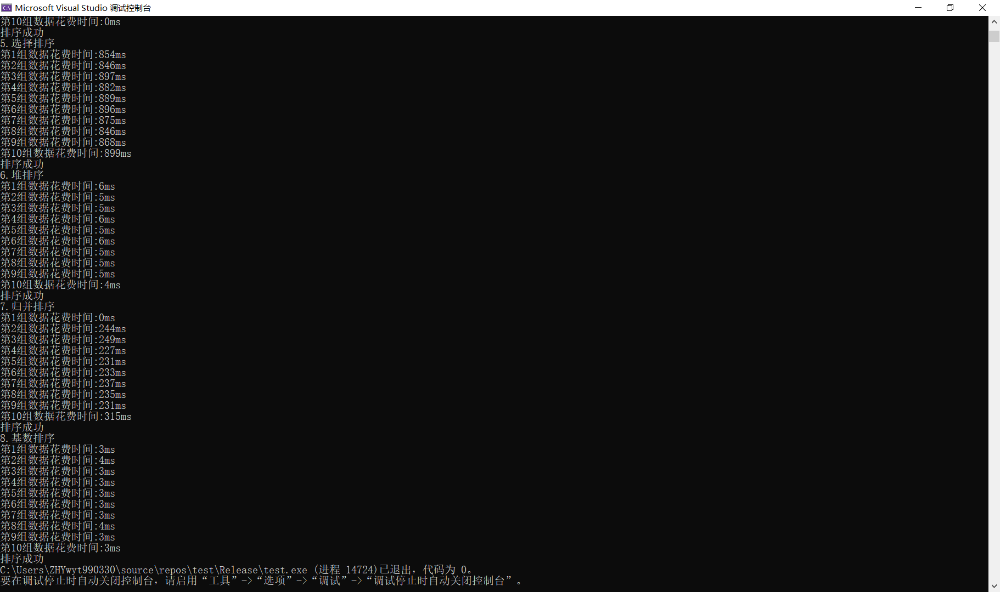 Microsoft Visual Studio 调试控制台
第10组数据花费时间:0ms
排序成功
5.选择排序
第1组数据花费时间:854ms
第2组数据花费时间:846ms
第3组数据花费时间:897ms
第4组数据花费时间:882ms
第5组数据花费时间:889ms
第6组数据花费时间:896ms
第7组数据花费时间:875ms
第8组数据花费时间:846ms
第9组数据花费时间:868ms
第10组数据花费时间:899ms
排序成功
6.堆排序
第1组数据花费时间:6ms
第2组数据花费时间:5ms
第3组数据花费时间:5ms
第4组数据花费时间:6ms
第5组数据花费时间:5ms
第6组数据花费时间:6ms
第7组数据花费时间:5ms
第8组数据花费时间:5ms
第9组数据花费时间:5ms
第10组数据花费时间:4ms
排序成功
7.归并排序
第1组数据花费时间:0ms
第2组数据花费时间:244ms
第3组数据花费时间:249ms
第4组数据花费时间:227ms
第5组数据花费时间:231ms
第6组数据花费时间:233ms
第7组数据花费时间:237ms
第8组数据花费时间:235ms
第9组数据花费时间:231ms
第10组数据花费时间:315ms
排序成功
8.基数排序
第1组数据花费时间:3ms
第2组数据花费时间:4ms
第3组数据花费时间:3ms
第4组数据花费时间:3ms
第5组数据花费时间:3ms
第6组数据花费时间:3ms
第7组数据花费时间:3ms
第8组数据花费时间:4ms
第9组数据花费时间:3ms
第10组数据花费时间:3ms
排序成功
C:\Users\ZHYwyt990330\source\repos\test\Release\test.exe (进程 14724)已退出，代码为 0。
要在调试停止时自动关闭控制台，请启用“工具”->“选项”->“调试”->“调试停止时自动关闭控制台”。